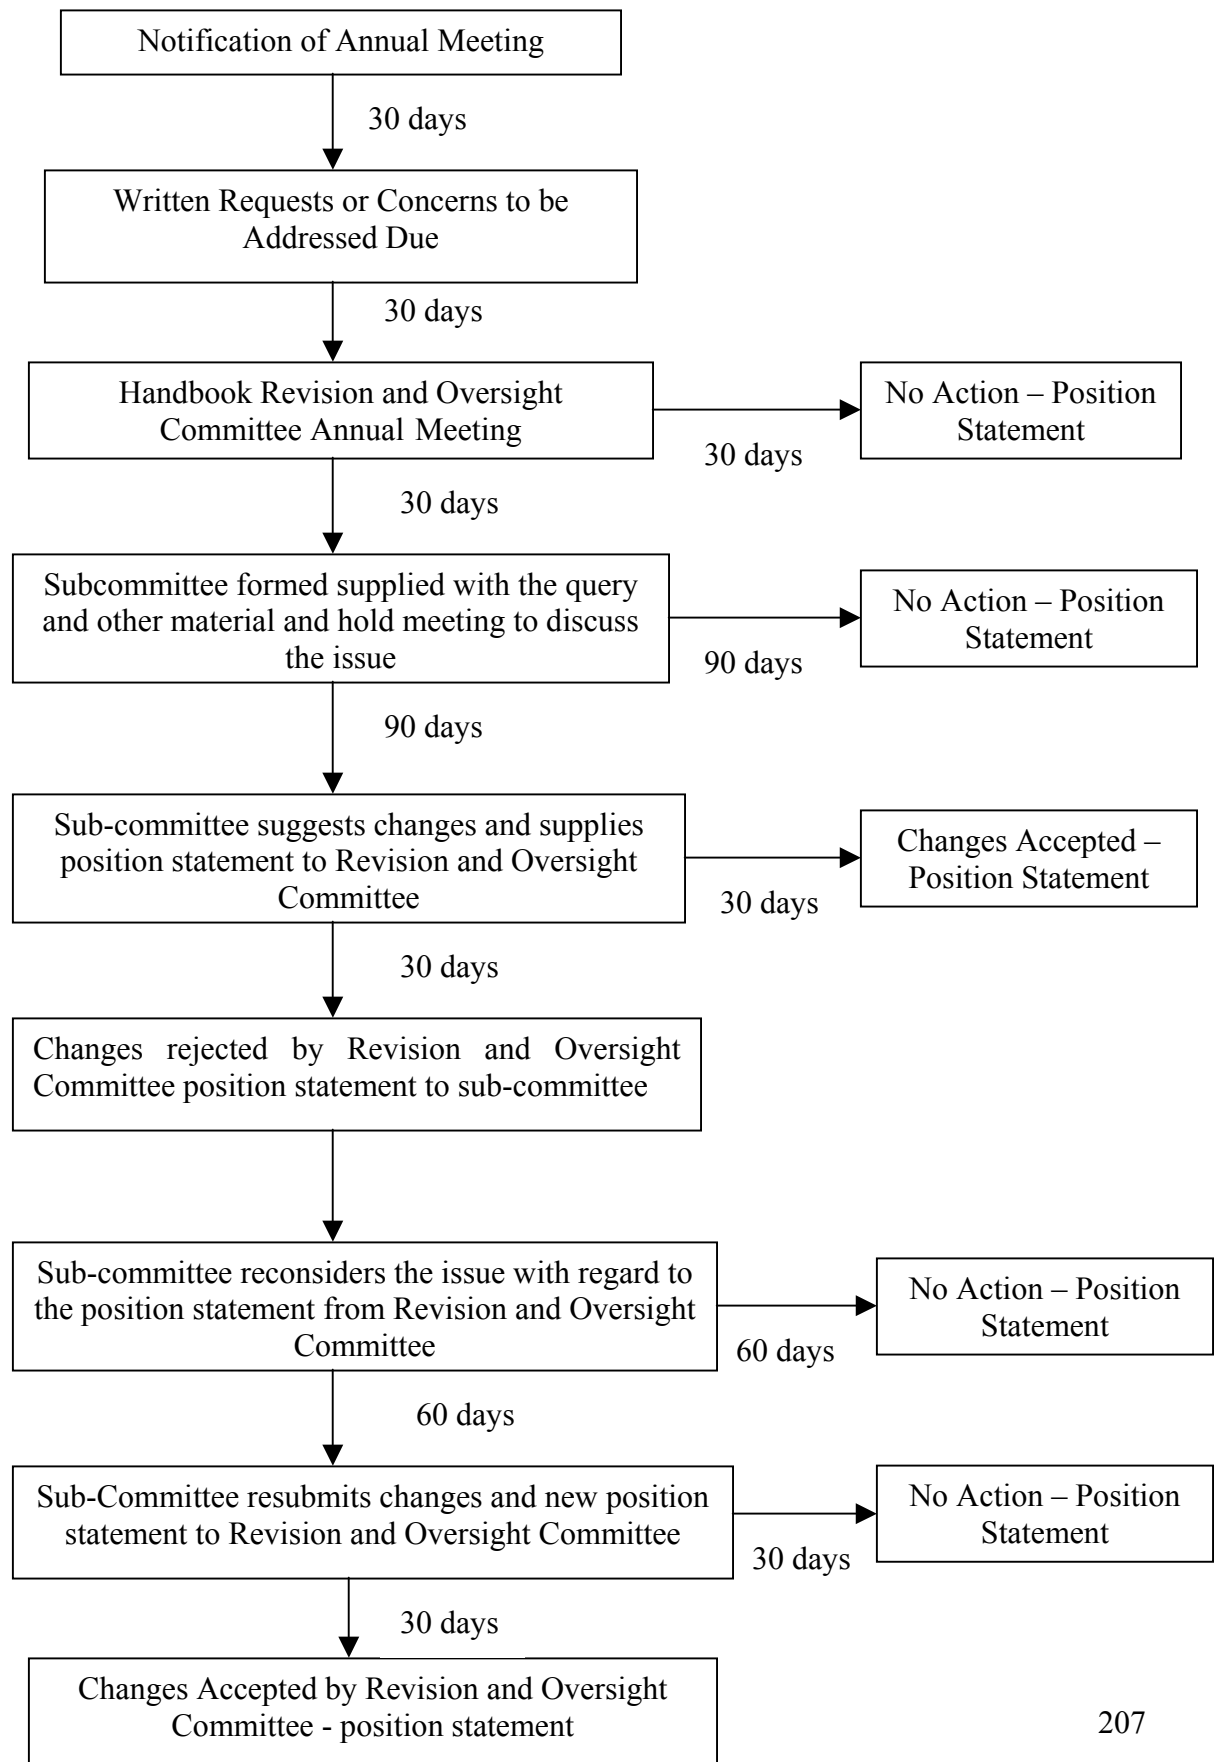 Notification of Annual Meeting
30 days
Written Requests or Concerns to be
Addressed Due
30 days
Handbook Revision and Oversight
Committee Annual Meeting
No Action – Position
Statement
30 days
30 days
Subcommittee formed supplied with the query
and other material and hold meeting to discuss
the issue
No Action – Position
Statement
90 days
90 days
Sub-committee suggests changes and supplies
position statement to Revision and Oversight
Committee
Changes Accepted –
Position Statement
30 days
30 days
Changes rejected by Revision and Oversight
Committee position statement to sub-committee
Sub-committee reconsiders the issue with regard to
the position statement from Revision and Oversight
Committee
No Action – Position
Statement
60 days
60 days
Sub-Committee resubmits changes and new position
statement to Revision and Oversight Committee
No Action – Position
Statement
30 days
30 days
Changes Accepted by Revision and Oversight
Committee - position statement
207